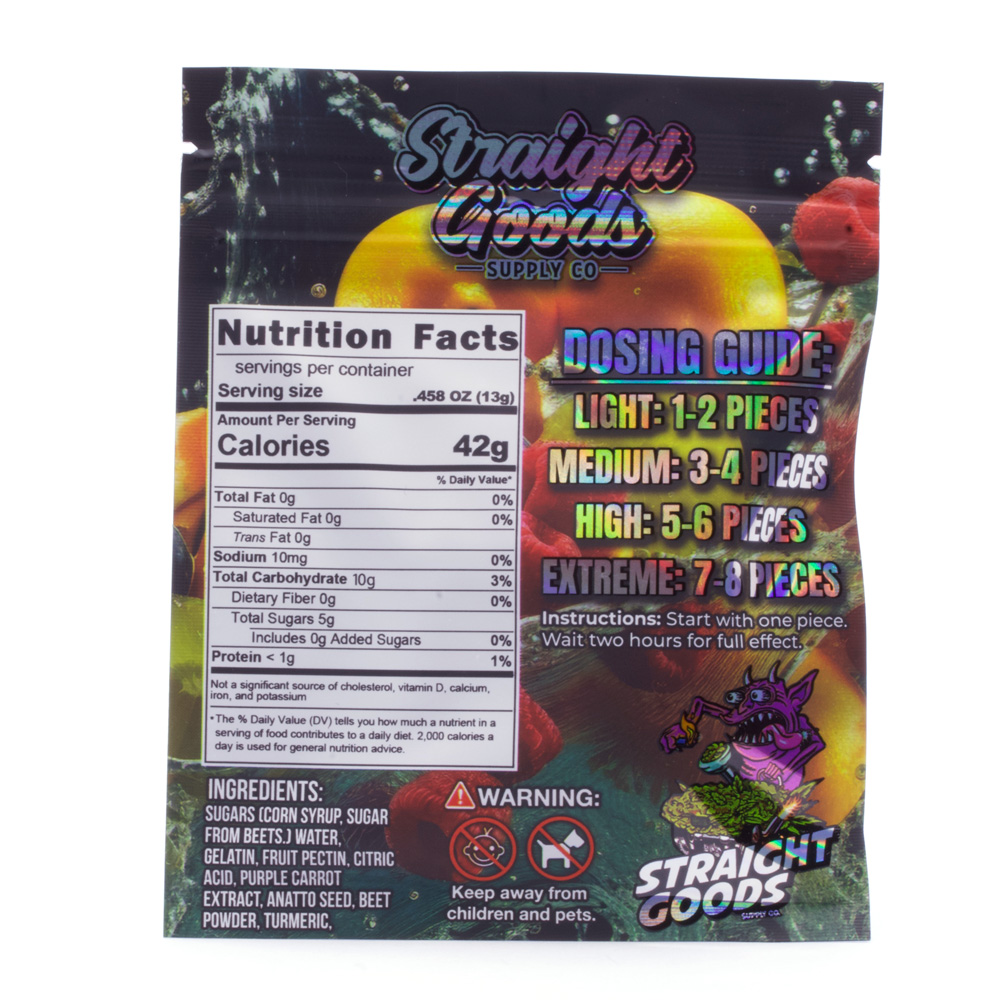 Straight
Goods
SUPPLY CO
Nutrition Facts
servings per container
Serving size .458 OZ (13g)
Amount Per Serving
Calories 42g
% Daily Value*
Total Fat 0g 0%
Saturated Fat 0g 0%
Trans Fat 0g
Sodium 10mg 0%
Total Carbohydrate 10g 3%
Dietary Fiber 0g 0%
Total Sugars 5g
Includes 0g Added Sugars 0%
Protein < 1g 1%
Not a significant source of cholesterol, vitamin D, calcium,
iron, and potassium
*The % Daily Value (DV) tells you how much a nutrient in a
serving of food contributes to a daily diet. 2,000 calories a
day is used for general nutrition advice.
INGREDIENTS:
SUGARS (CORN SYRUP, SUGAR
FROM BEETS.) WATER,
GELATIN, FRUIT PECTIN, CITRIC
ACID, PURPLE CARROT
EXTRACT, ANATTO SEED, BEET
POWDER, TURMERIC,
DOSING GUIDE:
LIGHT: 1-2 PIECES
MEDIUM: 3-4 PIECES
HIGH: 5-6 PIECES
EXTREME: 7-8 PIECES
Instructions: Start with one piece.
Wait two hours for full effect.
WARNING:
Keep away from
children and pets.
STRAIGHT
GOODS
SUPPLY CO.